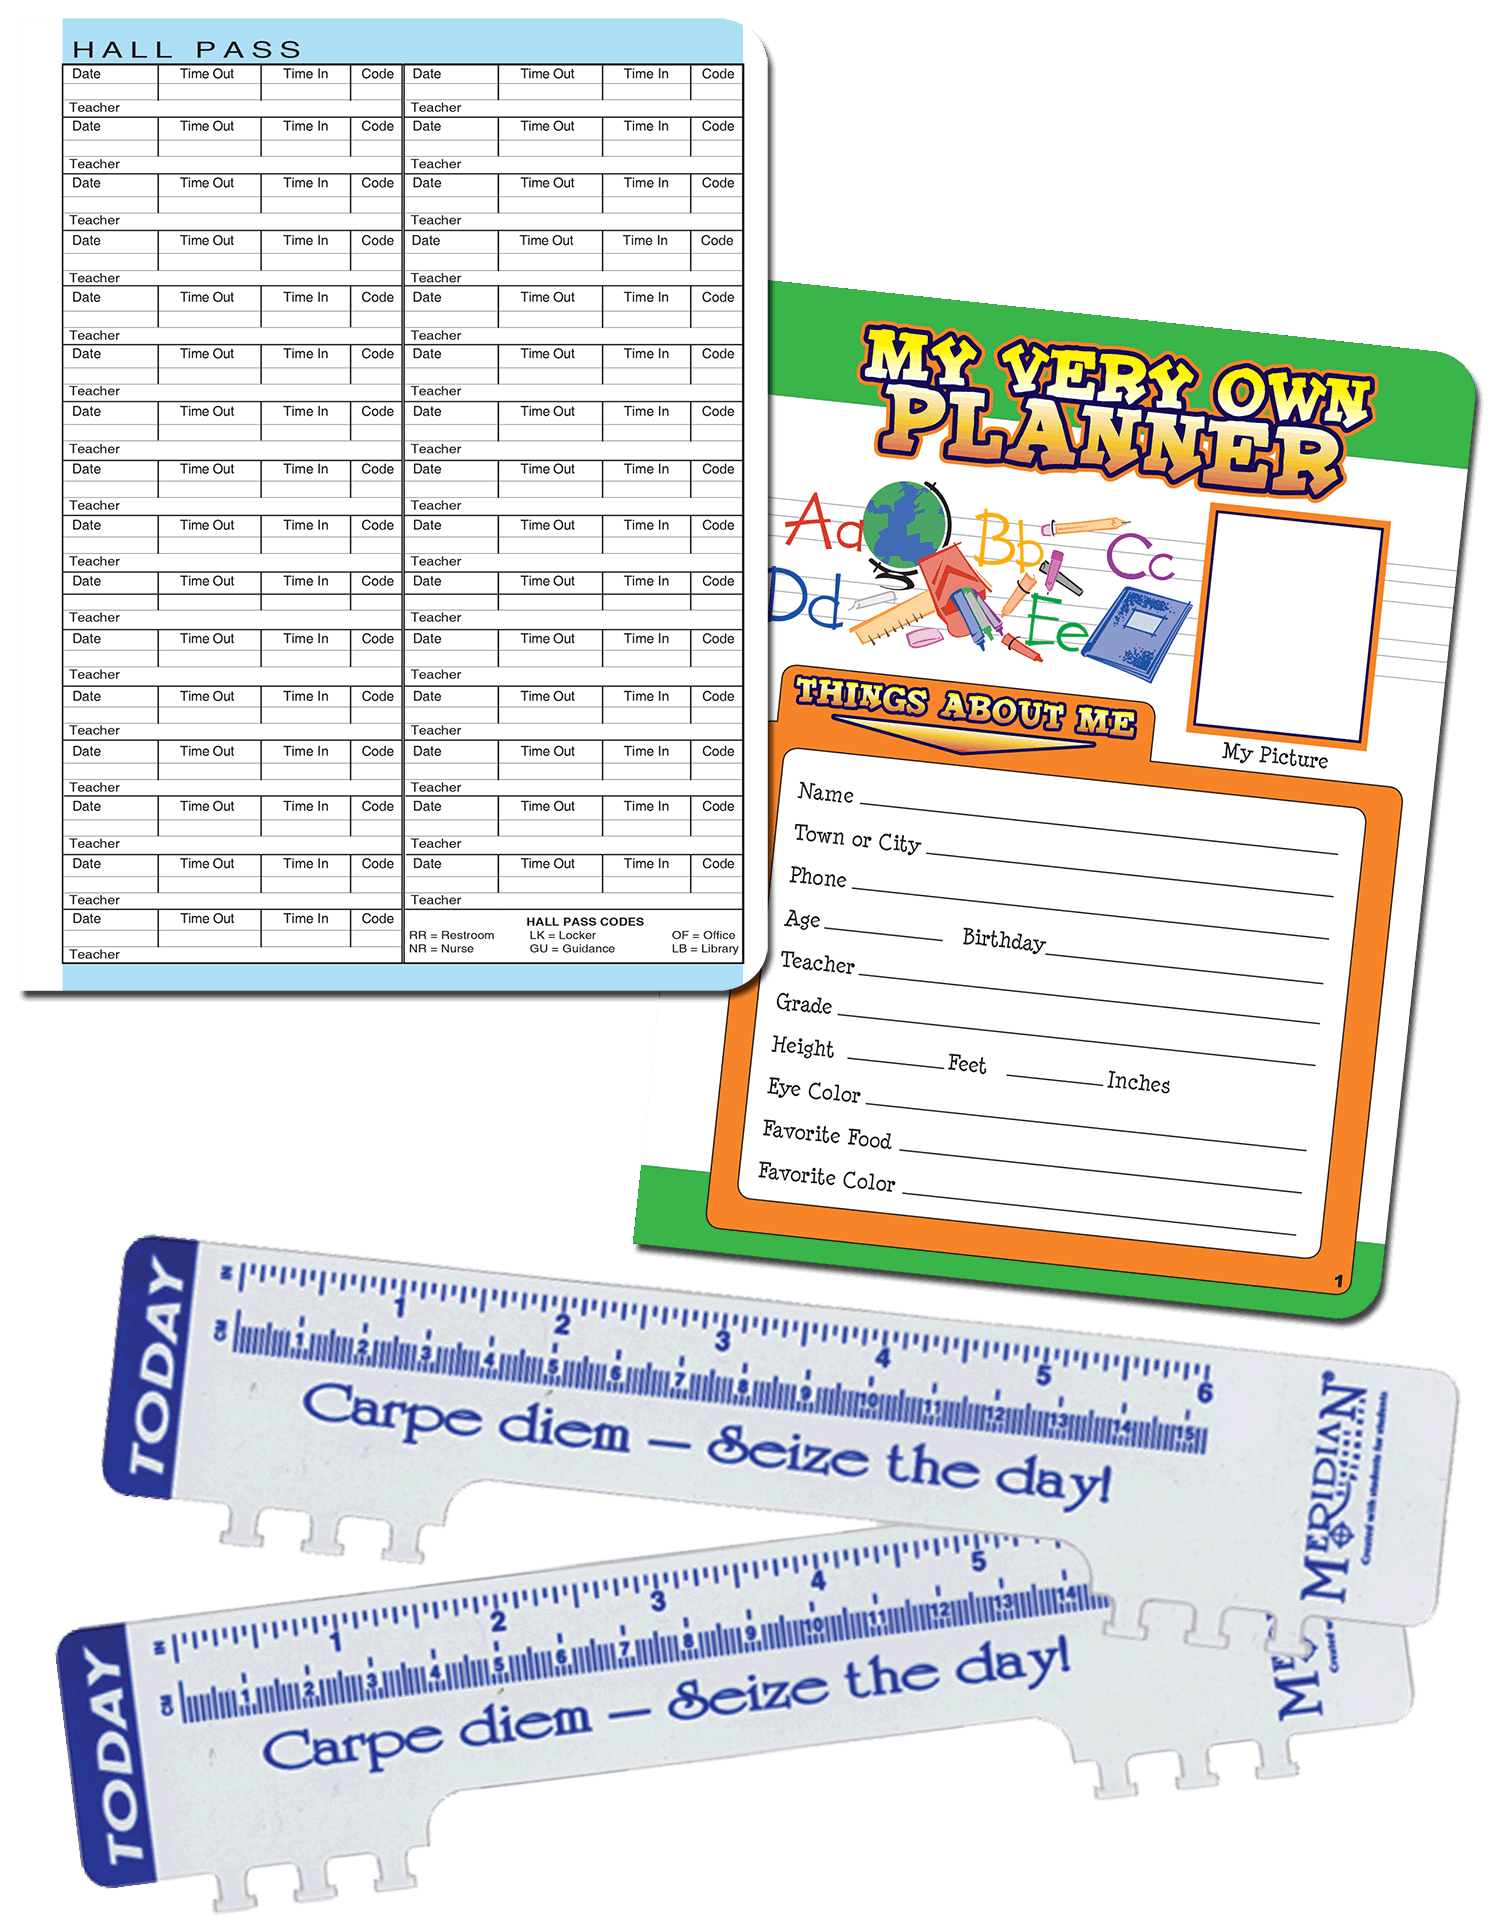 HALL PASS
Date Time Out Time In Code Date Time Out Time In Code
Teacher Teacher
Date Time Out Time In Code Date Time Out Time In Code
Teacher Teacher
Date Time Out Time In Code Date Time Out Time In Code
Teacher Teacher
Date Time Out Time In Code Date Time Out Time In Code
Teacher Teacher
Date Time Out Time In Code Date Time Out Time In Code
Teacher Teacher
Date Time Out Time In Code Date Time Out Time In Code
Teacher Teacher
Date Time Out Time In Code Date Time Out Time In Code
Teacher Teacher
Date Time Out Time In Code Date Time Out Time In Code
Teacher Teacher
Date Time Out Time In Code Date Time Out Time In Code
Teacher Teacher
Date Time Out Time In Code Date Time Out Time In Code
Teacher Teacher
Date Time Out Time In Code Date Time Out Time In Code
Teacher Teacher
Date Time Out Time In Code Date Time Out Time In Code
Teacher Teacher
Date Time Out Time In Code Date Time Out Time In Code
Teacher Teacher
Date Time Out Time In Code Date Time Out Time In Code
Teacher Teacher
Date Time Out Time In Code Date Time Out Time In Code
Teacher Teacher
Date Time Out Time In Code
Teacher
HALL PASS CODES
RR = Restroom LK = Locker OF = Office
NR = Nurse GU = Guidance LB = Library
MY VERY OWN
PLANNER
Aa Bb Cc
Dd Ee
My Picture
THINGS ABOUT ME
Name
Town or City
Phone
Age Birthday
Teacher
Grade
Height Feet Inches
Eye Color
Favorite Food
Favorite Color
1
TODAY
IN 1 2 3 4 5 6
CM 1 2 3 4 5 6 7 8 9 10 11 12 13 14 15
Carpe diem – Seize the day!
MERIDIAN®
STUDENT
PLANNERS
Created with students for students
TODAY
IN 1 2 3 4 5
CM 1 2 3 4 5 6 7 8 9 10 11 12 13 14
Carpe diem – Seize the day!
Created